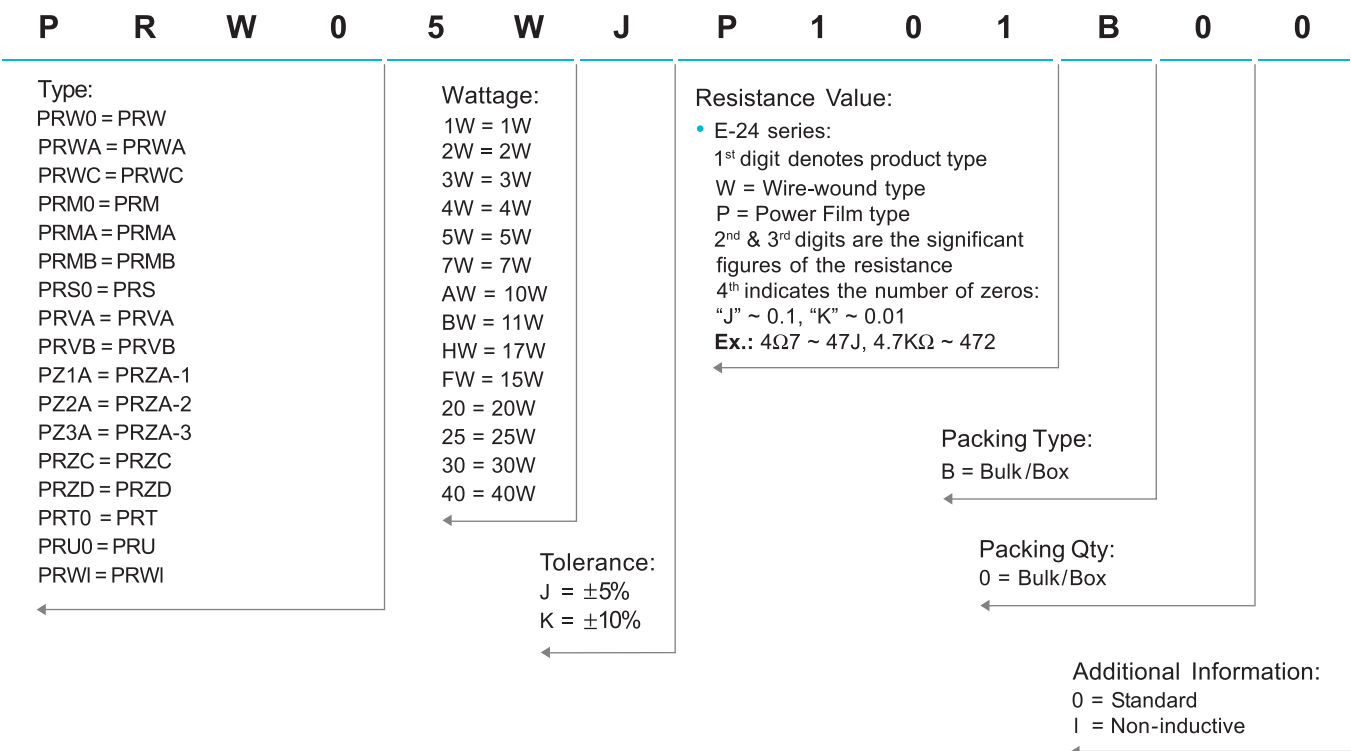 P R W 0 5 W J P 1 0 1 B 0 0
Type:
PRW0 = PRW
PRWA = PRWA
PRWC = PRWC
PRM0 = PRM
PRMA = PRMA
PRMB = PRMB
PRS0 = PRS
PRVA = PRVA
PRVB = PRVB
PZ1A = PRZA-1
PZ2A = PRZA-2
PZ3A = PRZA-3
PRZC = PRZC
PRZD = PRZD
PRT0 = PRT
PRU0 = PRU
PRWI = PRWI
Wattage:
1W = 1W
2W = 2W
3W = 3W
4W = 4W
5W = 5W
7W = 7W
AW = 10W
BW = 11W
HW = 17W
FW = 15W
20 = 20W
25 = 25W
30 = 30W
40 = 40W
Tolerance:
J = ±5%
K = ±10%
Resistance Value:
• E-24 series:
1st digit denotes product type
W = Wire-wound type
P = Power Film type
2nd & 3rd digits are the significant
figures of the resistance
4th indicates the number of zeros:
“J” ~ 0.1, “K” ~ 0.01
Ex.: 4Ω7 ~ 47J, 4.7KΩ ~ 472
Packing Type:
B = Bulk/Box
Packing Qty:
0 = Bulk/Box
Additional Information:
0 = Standard
I = Non-inductive